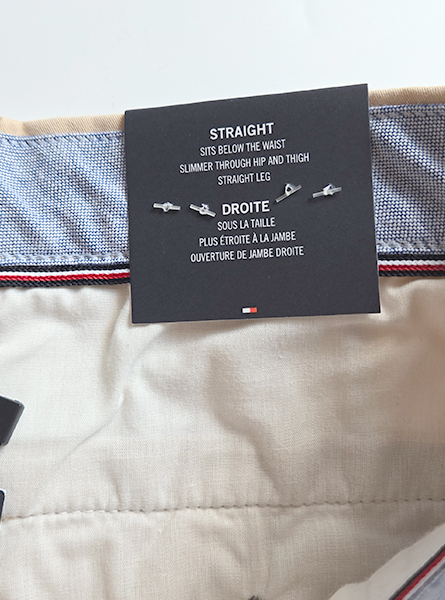 STRAIGHT
SITS BELOW THE WAIST
SLIMMER THROUGH HIP AND THIGH
STRAIGHT LEG
DROITE
SOUS LA TAILLE
PLUS ÉTROITE À LA JAMBE
OUVERTURE DE JAMBE DROITE